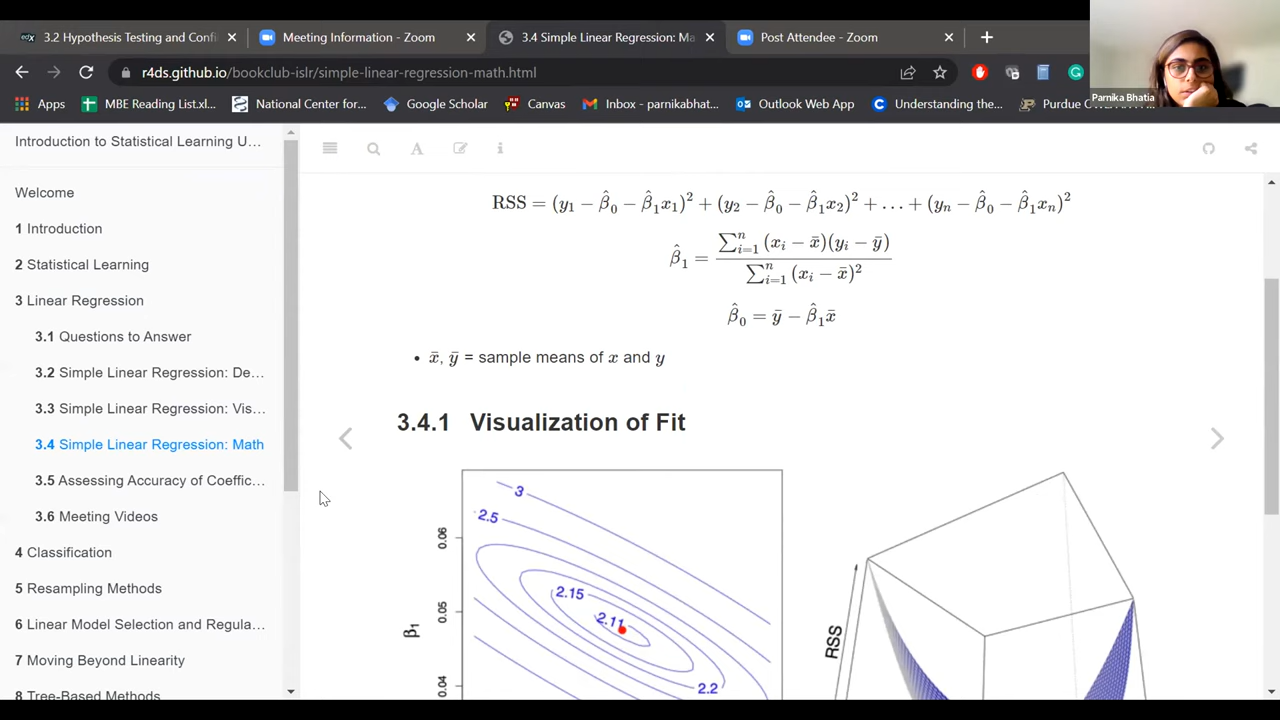 3.2 Hypothesis Testing and Confi
Meeting Information - Zoom
3.4 Simple Linear Regression: Ma
Post Attendee - Zoom
r4ds.github.io/bookclub-islr/simple-linear-regression-math.html
Parnika Bhatia
Apps
MBE Reading List.xl...
National Center for...
Google Scholar
Canvas
Inbox - parnikabhat...
Outlook Web App
Understanding the...
Purdue
Introduction to Statistical Learning U...
Welcome
1 Introduction
2 Statistical Learning
3 Linear Regression
3.1 Questions to Answer
3.2 Simple Linear Regression: De...
3.3 Simple Linear Regression: Vis...
3.4 Simple Linear Regression: Math
3.5 Assessing Accuracy of Coeffic...
3.6 Meeting Videos
4 Classification
5 Resampling Methods
6 Linear Model Selection and Regula...
7 Moving Beyond Linearity
8 Tree-Based Methods
RSS = (y₁ − β̂₀ − β̂₁x₁)² + (y₂ − β̂₀ − β̂₁x₂)² + … + (yₙ − β̂₀ − β̂₁xₙ)²
β̂₁ = ∑ⁿᵢ₌₁ (xᵢ − x̄)(yᵢ − ȳ) / ∑ⁿᵢ₌₁ (xᵢ − x̄)²
β̂₀ = ȳ − β̂₁x̄
• x̄, ȳ = sample means of x and y
3.4.1 Visualization of Fit
3
2.5
2.15
2.11
2.2
0.06
0.05
0.04
β₁
RSS